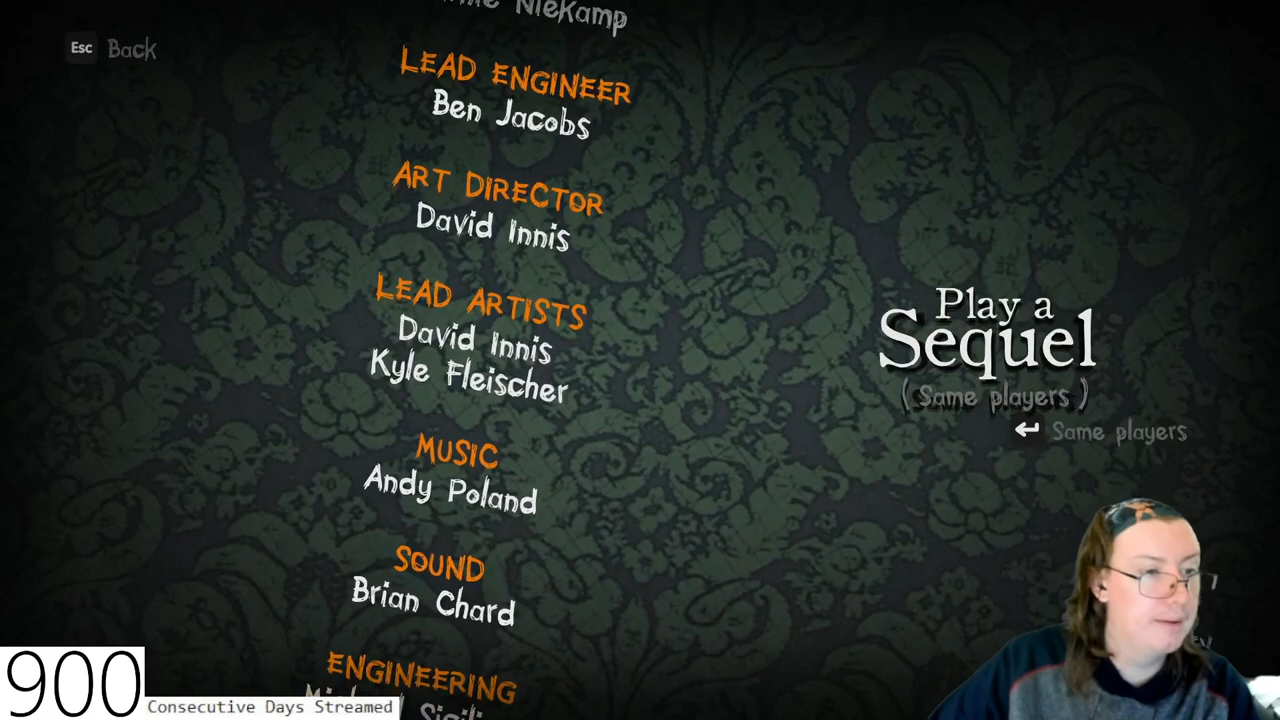 Niekamp
Esc Back
LEAD ENGINEER
Ben Jacobs
ART DIRECTOR
David Innis
LEAD ARTISTS
David Innis
Kyle Fleischer
MUSIC
Andy Poland
SOUND
Brian Chard
ENGINEERING
Play a
Sequel
(Same players)
Same players
900
Consecutive Days Streamed